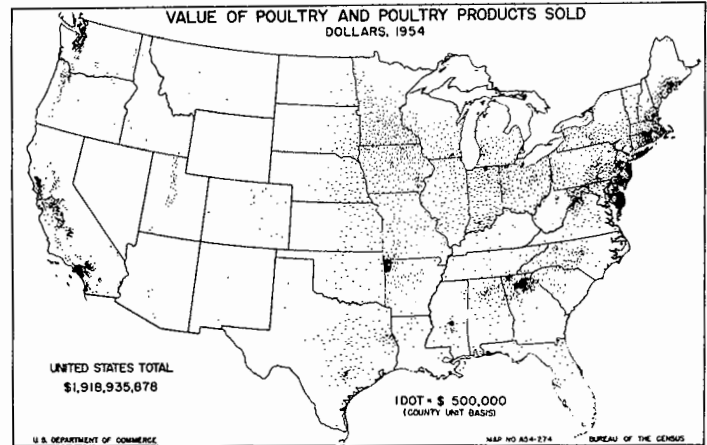 VALUE OF POULTRY AND POULTRY PRODUCTS SOLD
DOLLARS, 1954
UNITED STATES TOTAL
$1,918,935,878
1 DOT = $ 500,000
(COUNTY UNIT BASIS)
U. S. DEPARTMENT OF COMMERCE
MAP NO. A54-274
BUREAU OF THE CENSUS